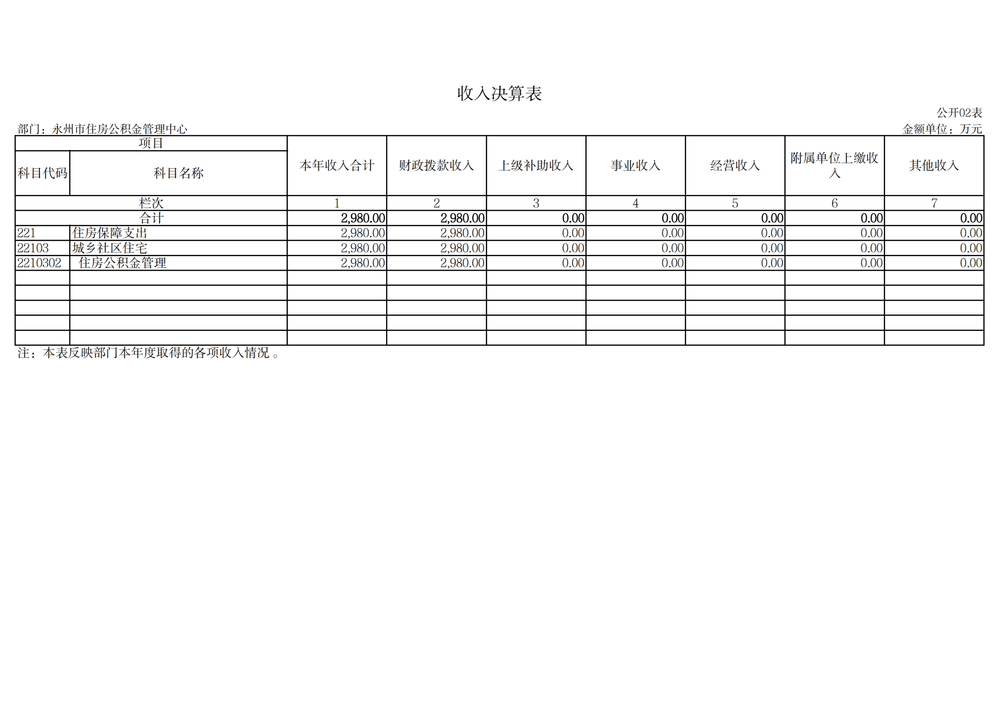 收入决算表
公开02表
部门：永州市住房公积金管理中心 金额单位：万元
项目
科目代码 科目名称 本年收入合计 财政拨款收入 上级补助收入 事业收入 经营收入 附属单位上缴收入 其他收入
栏次 1 2 3 4 5 6 7
合计 2,980.00 2,980.00 0.00 0.00 0.00 0.00 0.00
221 住房保障支出 2,980.00 2,980.00 0.00 0.00 0.00 0.00 0.00
22103 城乡社区住宅 2,980.00 2,980.00 0.00 0.00 0.00 0.00 0.00
2210302 住房公积金管理 2,980.00 2,980.00 0.00 0.00 0.00 0.00 0.00
注：本表反映部门本年度取得的各项收入情况。